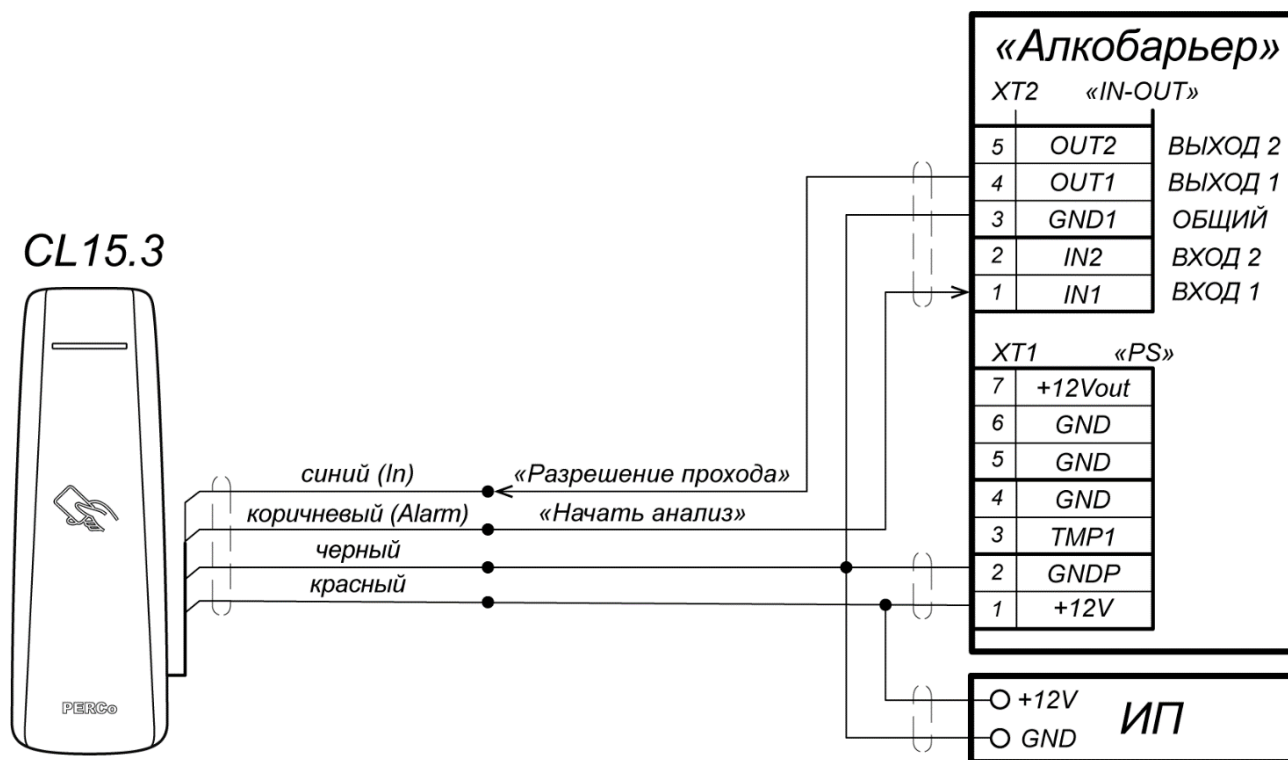 «Алкобарьер»
XT2 «IN-OUT»
5 OUT2 ВЫХОД 2
4 OUT1 ВЫХОД 1
3 GND1 ОБЩИЙ
2 IN2 ВХОД 2
1 IN1 ВХОД 1
CL15.3
XT1 «PS»
7 +12Vout
6 GND
5 GND
4 GND
3 TMP1
2 GNDP
1 +12V
синий (In) «Разрешение прохода»
коричневый (Alarm) «Начать анализ»
черный
красный
PERCo
+12V
GND
ИП